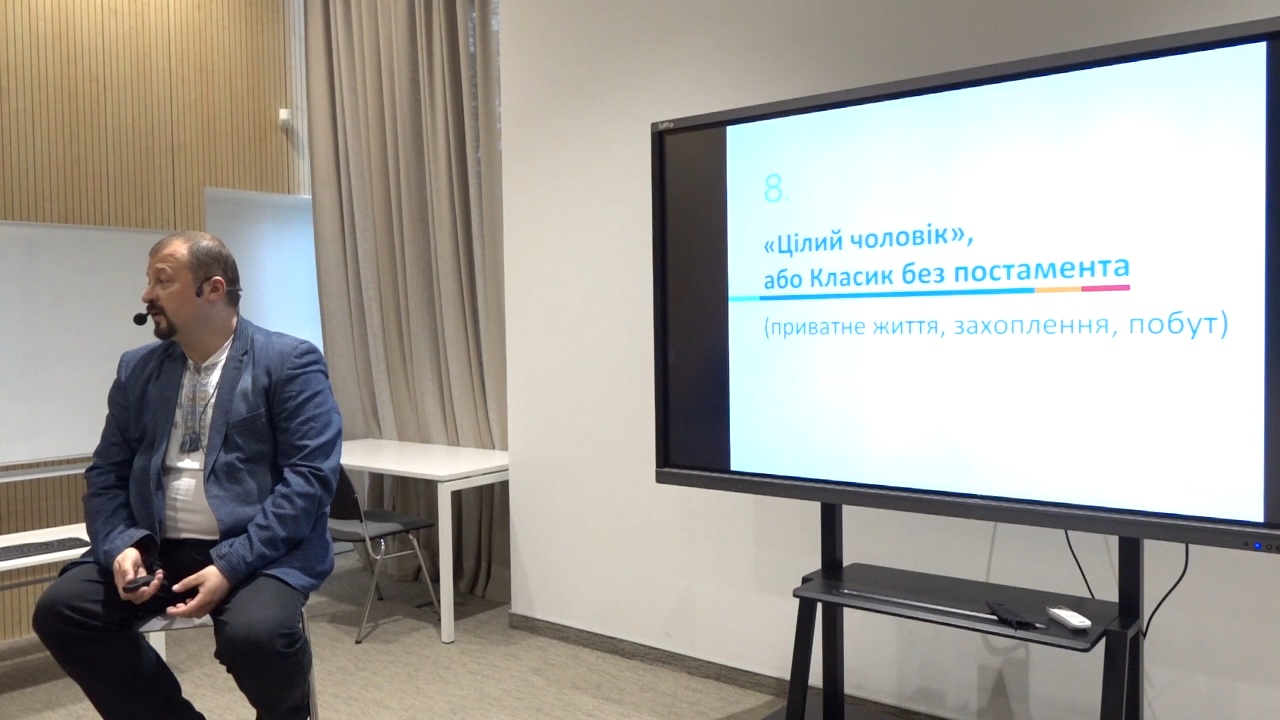 8.
«Цілий чоловік»,
або Класик без постамента
(приватне життя, захоплення, побут)